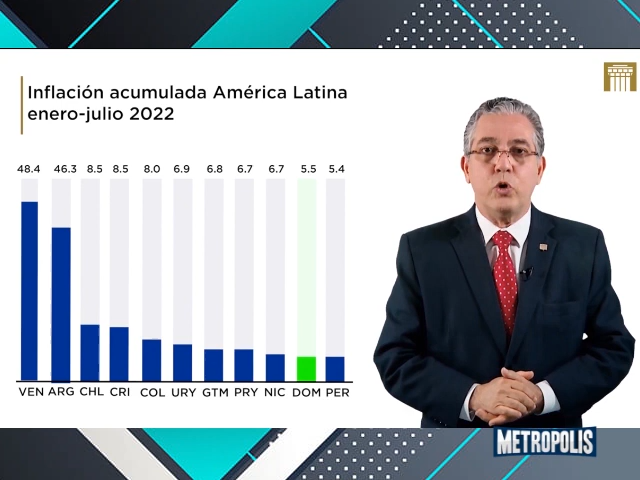 Inflación acumulada América Latina
enero-julio 2022
48.4 46.3 8.5 8.5 8.0 6.9 6.8 6.7 6.7 5.5 5.4
VEN ARG CHL CRI COL URY GTM PRY NIC DOM PER
METROPOLIS